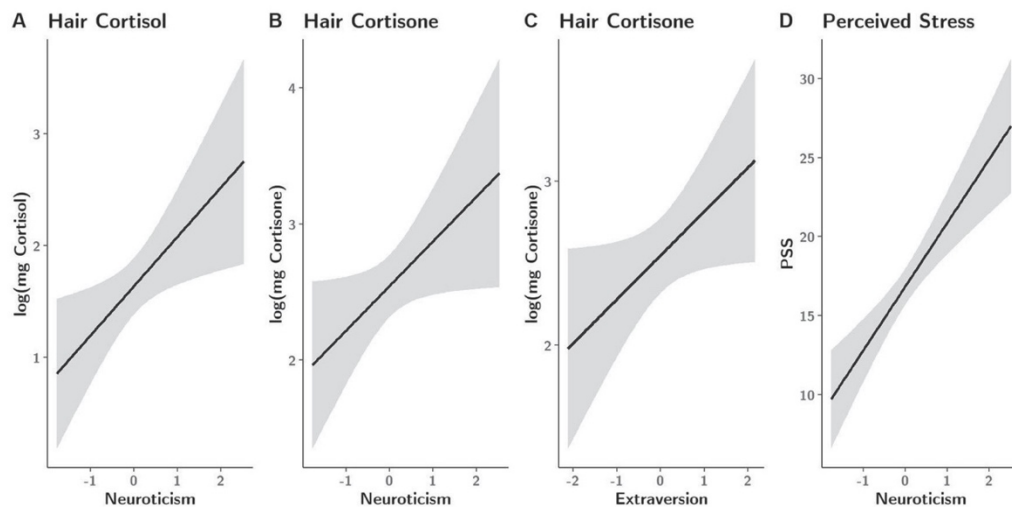 A Hair Cortisol
log(mg Cortisol)
3
2
1
-1 0 1 2
Neuroticism
B Hair Cortisone
log(mg Cortisone)
4
3
2
-1 0 1 2
Neuroticism
C Hair Cortisone
log(mg Cortisone)
3
2
-2 -1 0 1 2
Extraversion
D Perceived Stress
PSS
30
25
20
15
10
-1 0 1 2
Neuroticism